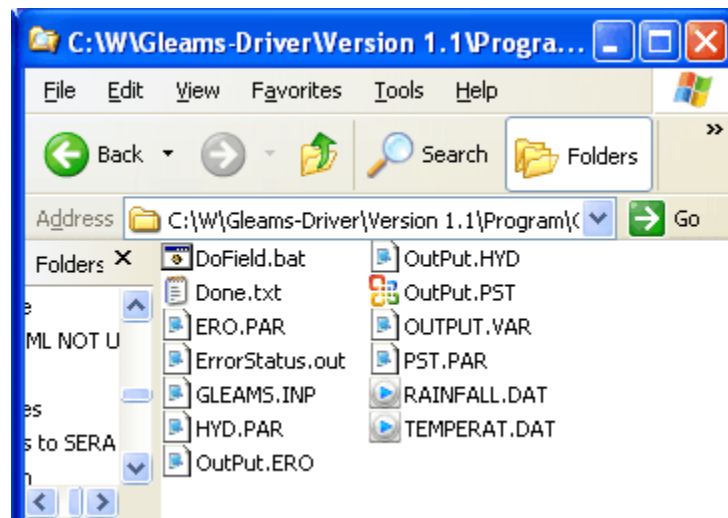 C:\W\Gleams-Driver\Version 1.1\Progra...
File Edit View Favorites Tools Help
Back Search Folders »
Address C:\W\Gleams-Driver\Version 1.1\Program\ Go
Folders
ML NOT U
es
s to SERA
DoField.bat
Done.txt
ERO.PAR
ErrorStatus.out
GLEAMS.INP
HYD.PAR
OutPut.ERO
OutPut.HYD
OutPut.PST
OUTPUT.VAR
PST.PAR
RAINFALL.DAT
TEMPERAT.DAT